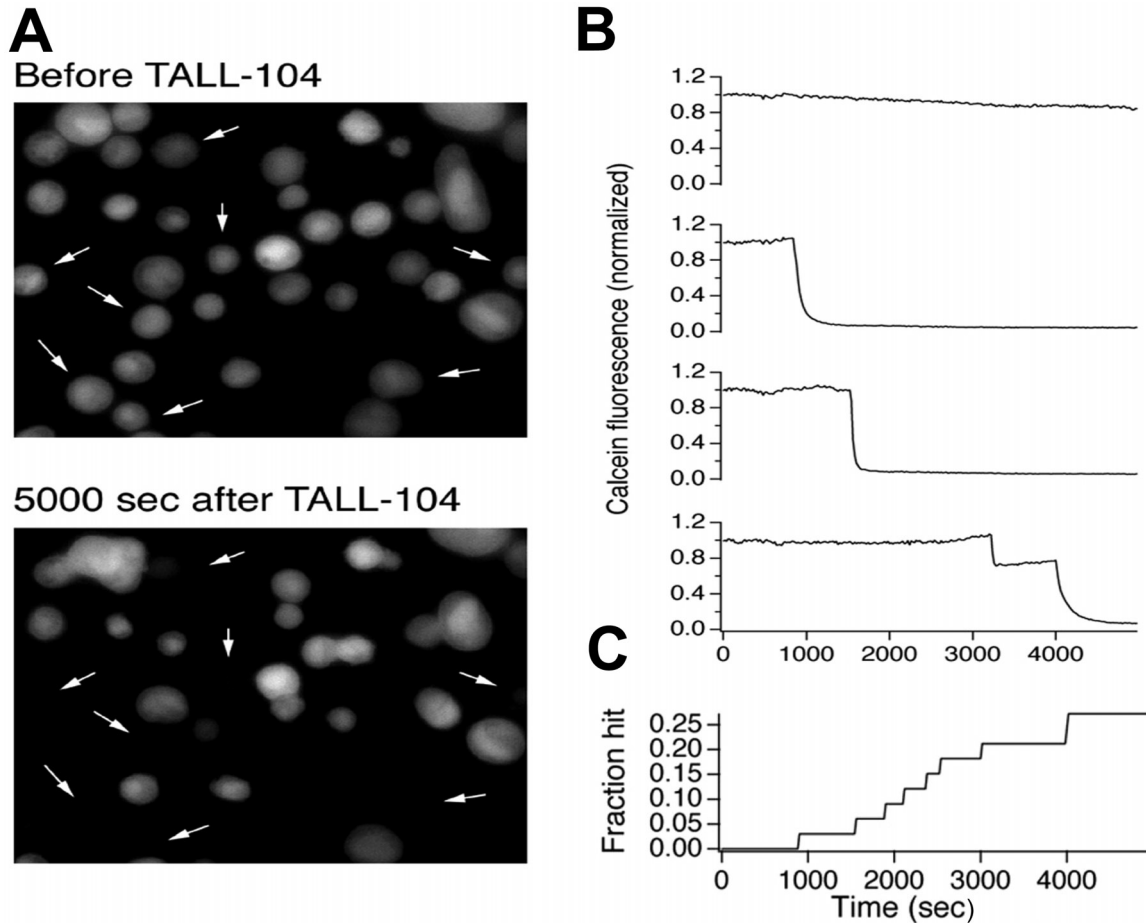 A
Before TALL-104
5000 sec after TALL-104
B
Calcein fluorescence (normalized)
1.2
0.8
0.4
0.0
1.2
0.8
0.4
0.0
1.2
0.8
0.4
0.0
1.2
0.8
0.4
0.0
0 1000 2000 3000 4000
C
Fraction hit
0.25
0.20
0.15
0.10
0.05
0.00
0 1000 2000 3000 4000
Time (sec)